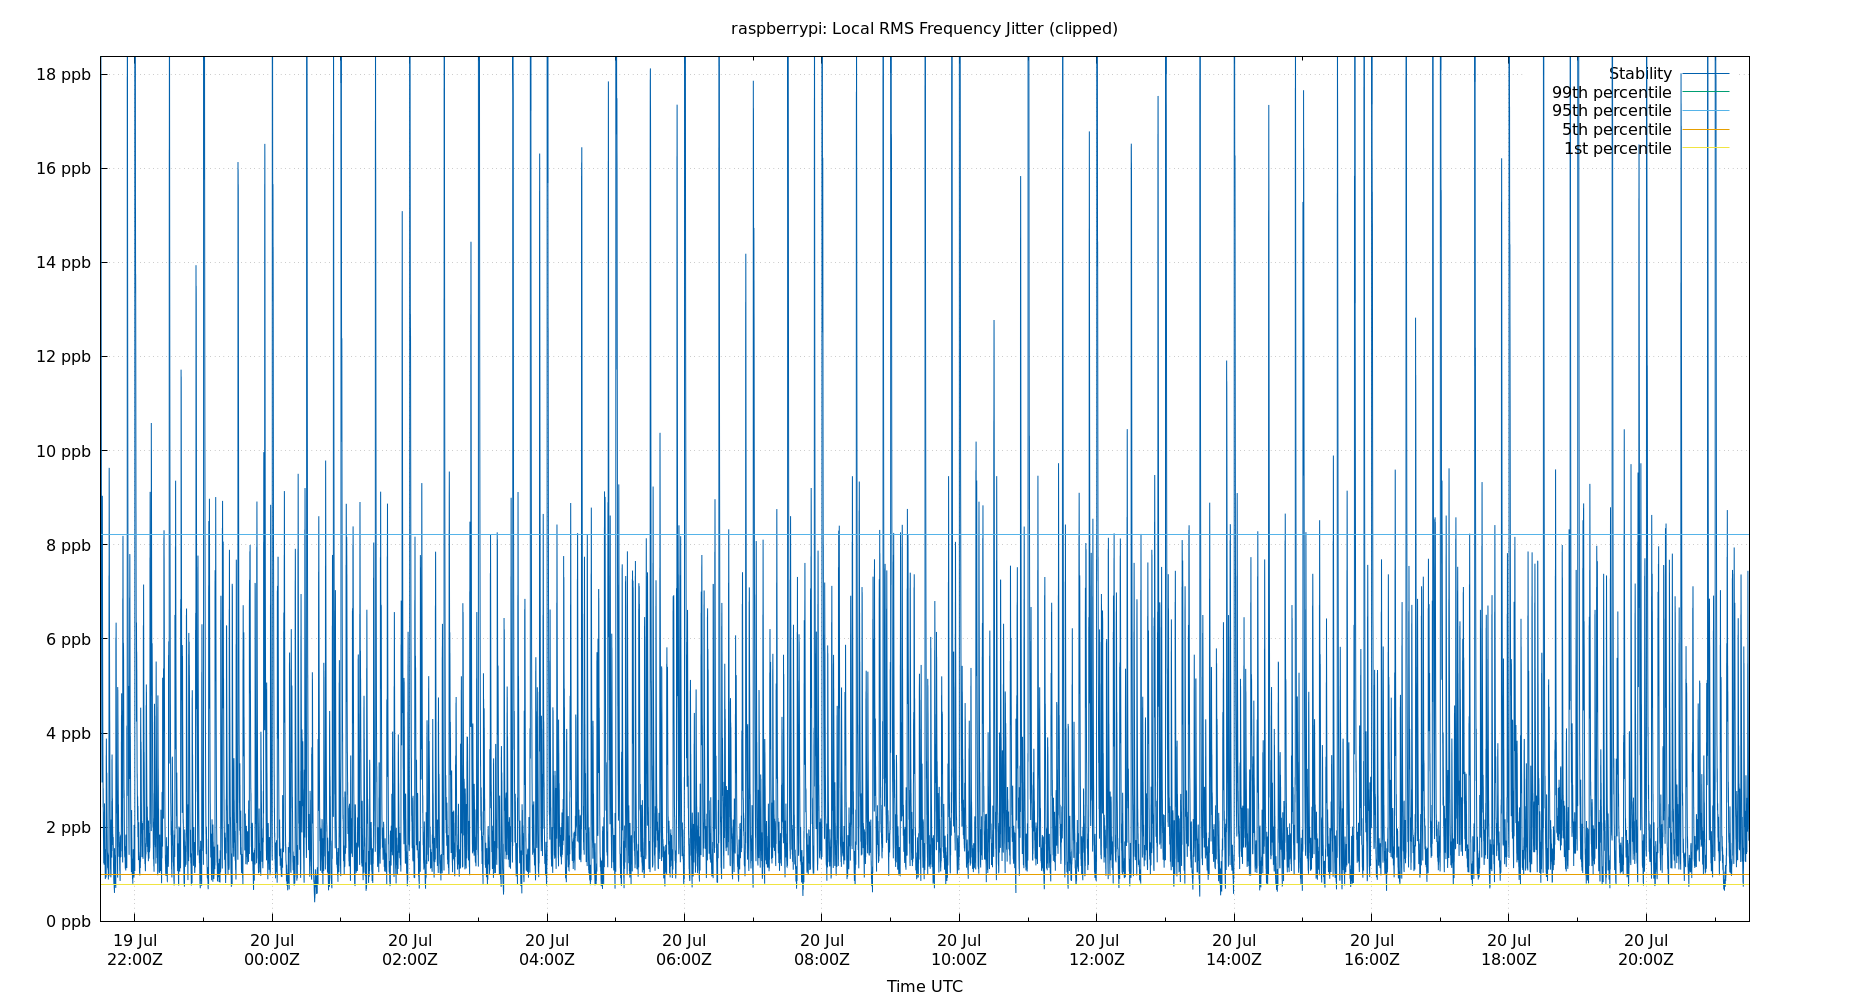 raspberrypi: Local RMS Frequency Jitter (clipped)
18 ppb
16 ppb
14 ppb
12 ppb
10 ppb
8 ppb
6 ppb
4 ppb
2 ppb
0 ppb
Stability
99th percentile
95th percentile
5th percentile
1st percentile
19 Jul 20 Jul 20 Jul 20 Jul 20 Jul 20 Jul 20 Jul 20 Jul 20 Jul 20 Jul 20 Jul 20 Jul
22:00Z 00:00Z 02:00Z 04:00Z 06:00Z 08:00Z 10:00Z 12:00Z 14:00Z 16:00Z 18:00Z 20:00Z
Time UTC